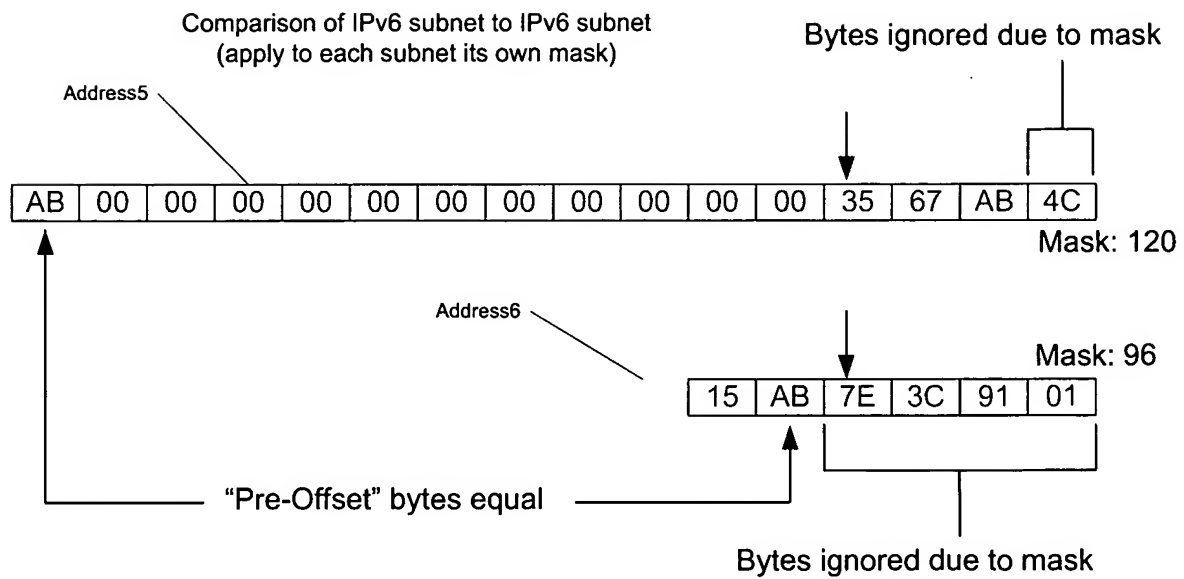 Comparison of IPv6 subnet to IPv6 subnet
(apply to each subnet its own mask)
Bytes ignored due to mask
Address5
AB 00 00 00 00 00 00 00 00 00 00 00 35 67 AB 4C
Mask: 120
Address6
Mask: 96
15 AB 7E 3C 91 01
"Pre-Offset" bytes equal
Bytes ignored due to mask